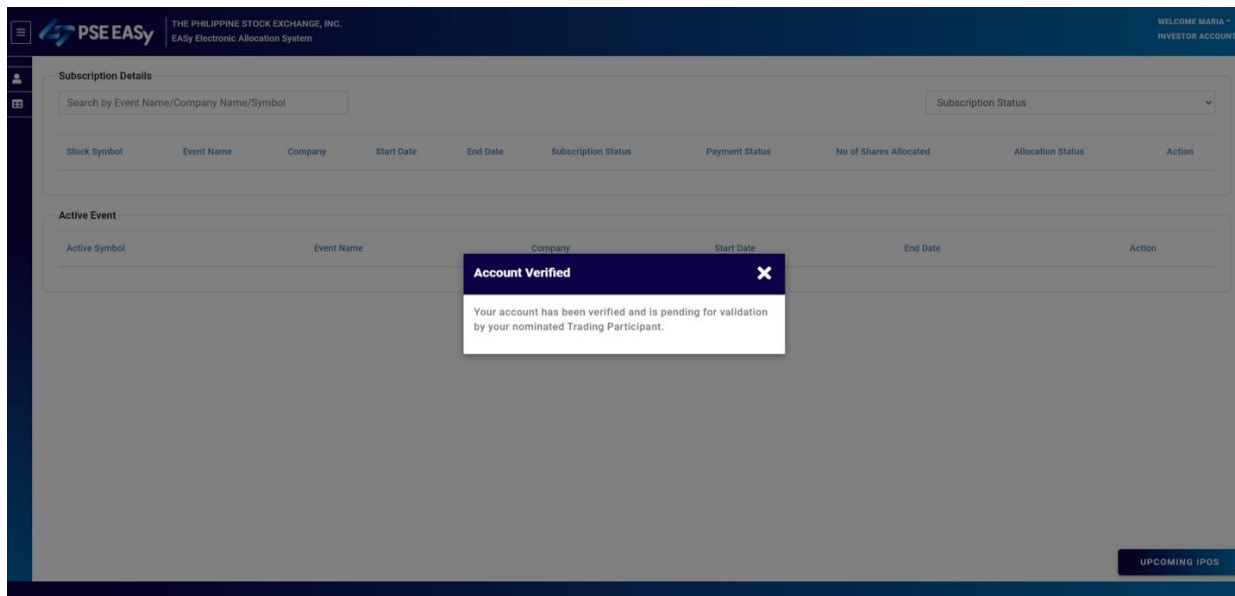 PSE EASy
THE PHILIPPINE STOCK EXCHANGE, INC.
EASy Electronic Allocation System
WELCOME MARIA
INVESTOR ACCOUNT
Subscription Details
Search by Event Name/Company Name/Symbol
Subscription Status
Stock Symbol Event Name Company Start Date End Date Subscription Status Payment Status No of Shares Allocated Allocation Status Action
Active Event
Active Symbol Event Name Company Start Date End Date Action
Account Verified
Your account has been verified and is pending for validation
by your nominated Trading Participant.
UPCOMING IPOS